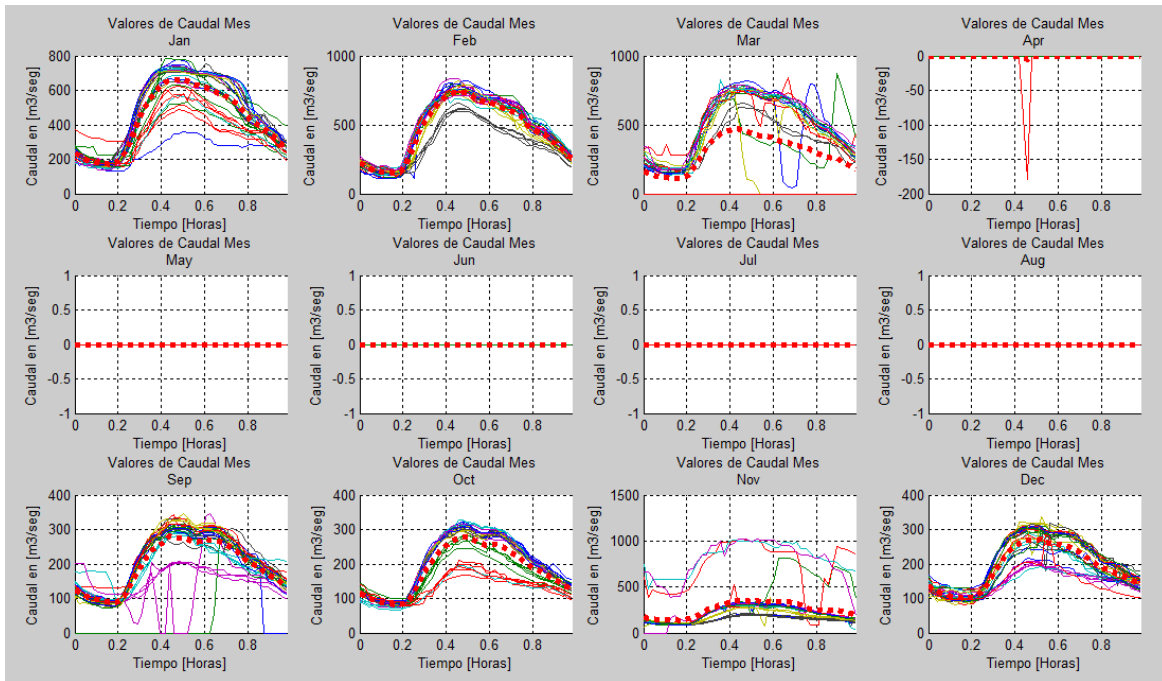 Valores de Caudal Mes
Jan
800
600
400
200
0
Caudal en [m3/seg]
0 0.2 0.4 0.6 0.8
Tiempo [Horas]
Valores de Caudal Mes
Feb
1000
500
0
Caudal en [m3/seg]
0 0.2 0.4 0.6 0.8
Tiempo [Horas]
Valores de Caudal Mes
Mar
1000
500
0
Caudal en [m3/seg]
0 0.2 0.4 0.6 0.8
Tiempo [Horas]
Valores de Caudal Mes
Apr
0
-50
-100
-150
-200
Caudal en [m3/seg]
0 0.2 0.4 0.6 0.8
Tiempo [Horas]
Valores de Caudal Mes
May
1
0.5
0
-0.5
-1
Caudal en [m3/seg]
0 0.2 0.4 0.6 0.8
Tiempo [Horas]
Valores de Caudal Mes
Jun
1
0.5
0
-0.5
-1
Caudal en [m3/seg]
0 0.2 0.4 0.6 0.8
Tiempo [Horas]
Valores de Caudal Mes
Jul
1
0.5
0
-0.5
-1
Caudal en [m3/seg]
0 0.2 0.4 0.6 0.8
Tiempo [Horas]
Valores de Caudal Mes
Aug
1
0.5
0
-0.5
-1
Caudal en [m3/seg]
0 0.2 0.4 0.6 0.8
Tiempo [Horas]
Valores de Caudal Mes
Sep
400
300
200
100
0
Caudal en [m3/seg]
0 0.2 0.4 0.6 0.8
Tiempo [Horas]
Valores de Caudal Mes
Oct
400
300
200
100
0
Caudal en [m3/seg]
0 0.2 0.4 0.6 0.8
Tiempo [Horas]
Valores de Caudal Mes
Nov
1500
1000
500
0
Caudal en [m3/seg]
0 0.2 0.4 0.6 0.8
Tiempo [Horas]
Valores de Caudal Mes
Dec
400
300
200
100
0
Caudal en [m3/seg]
0 0.2 0.4 0.6 0.8
Tiempo [Horas]